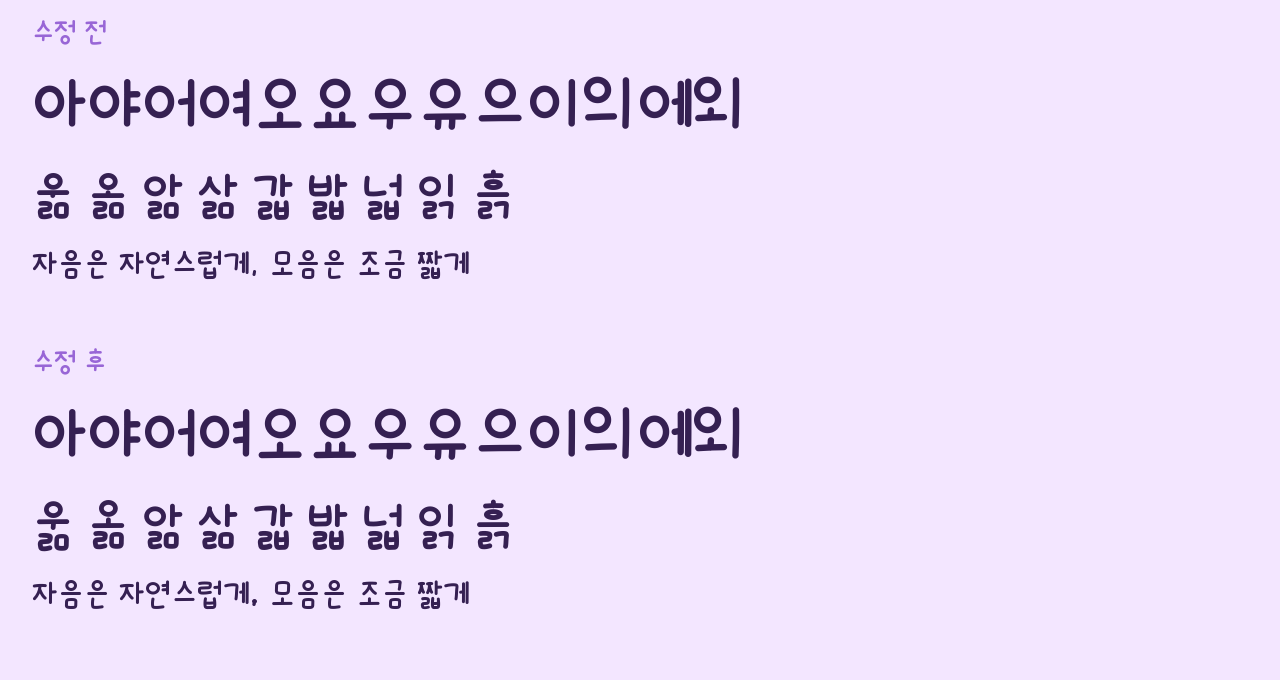 수정 전
아야어여오요우유으이의에외
욺 옮 앎 삶 갋 밟 넓 읽 흙
자음은 자연스럽게, 모음은 조금 짧게
수정 후
아야어여오요우유으이의에외
욺 옮 앎 삶 갋 밟 넓 읽 흙
자음은 자연스럽게, 모음은 조금 짧게